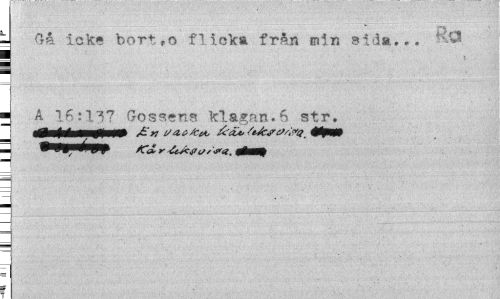 Gå icke bort,o flicka från min sida... Ra
A 16:137 Gossens klagan.6 str.
En vacker kärleksvisa.
Kärleksvisa.